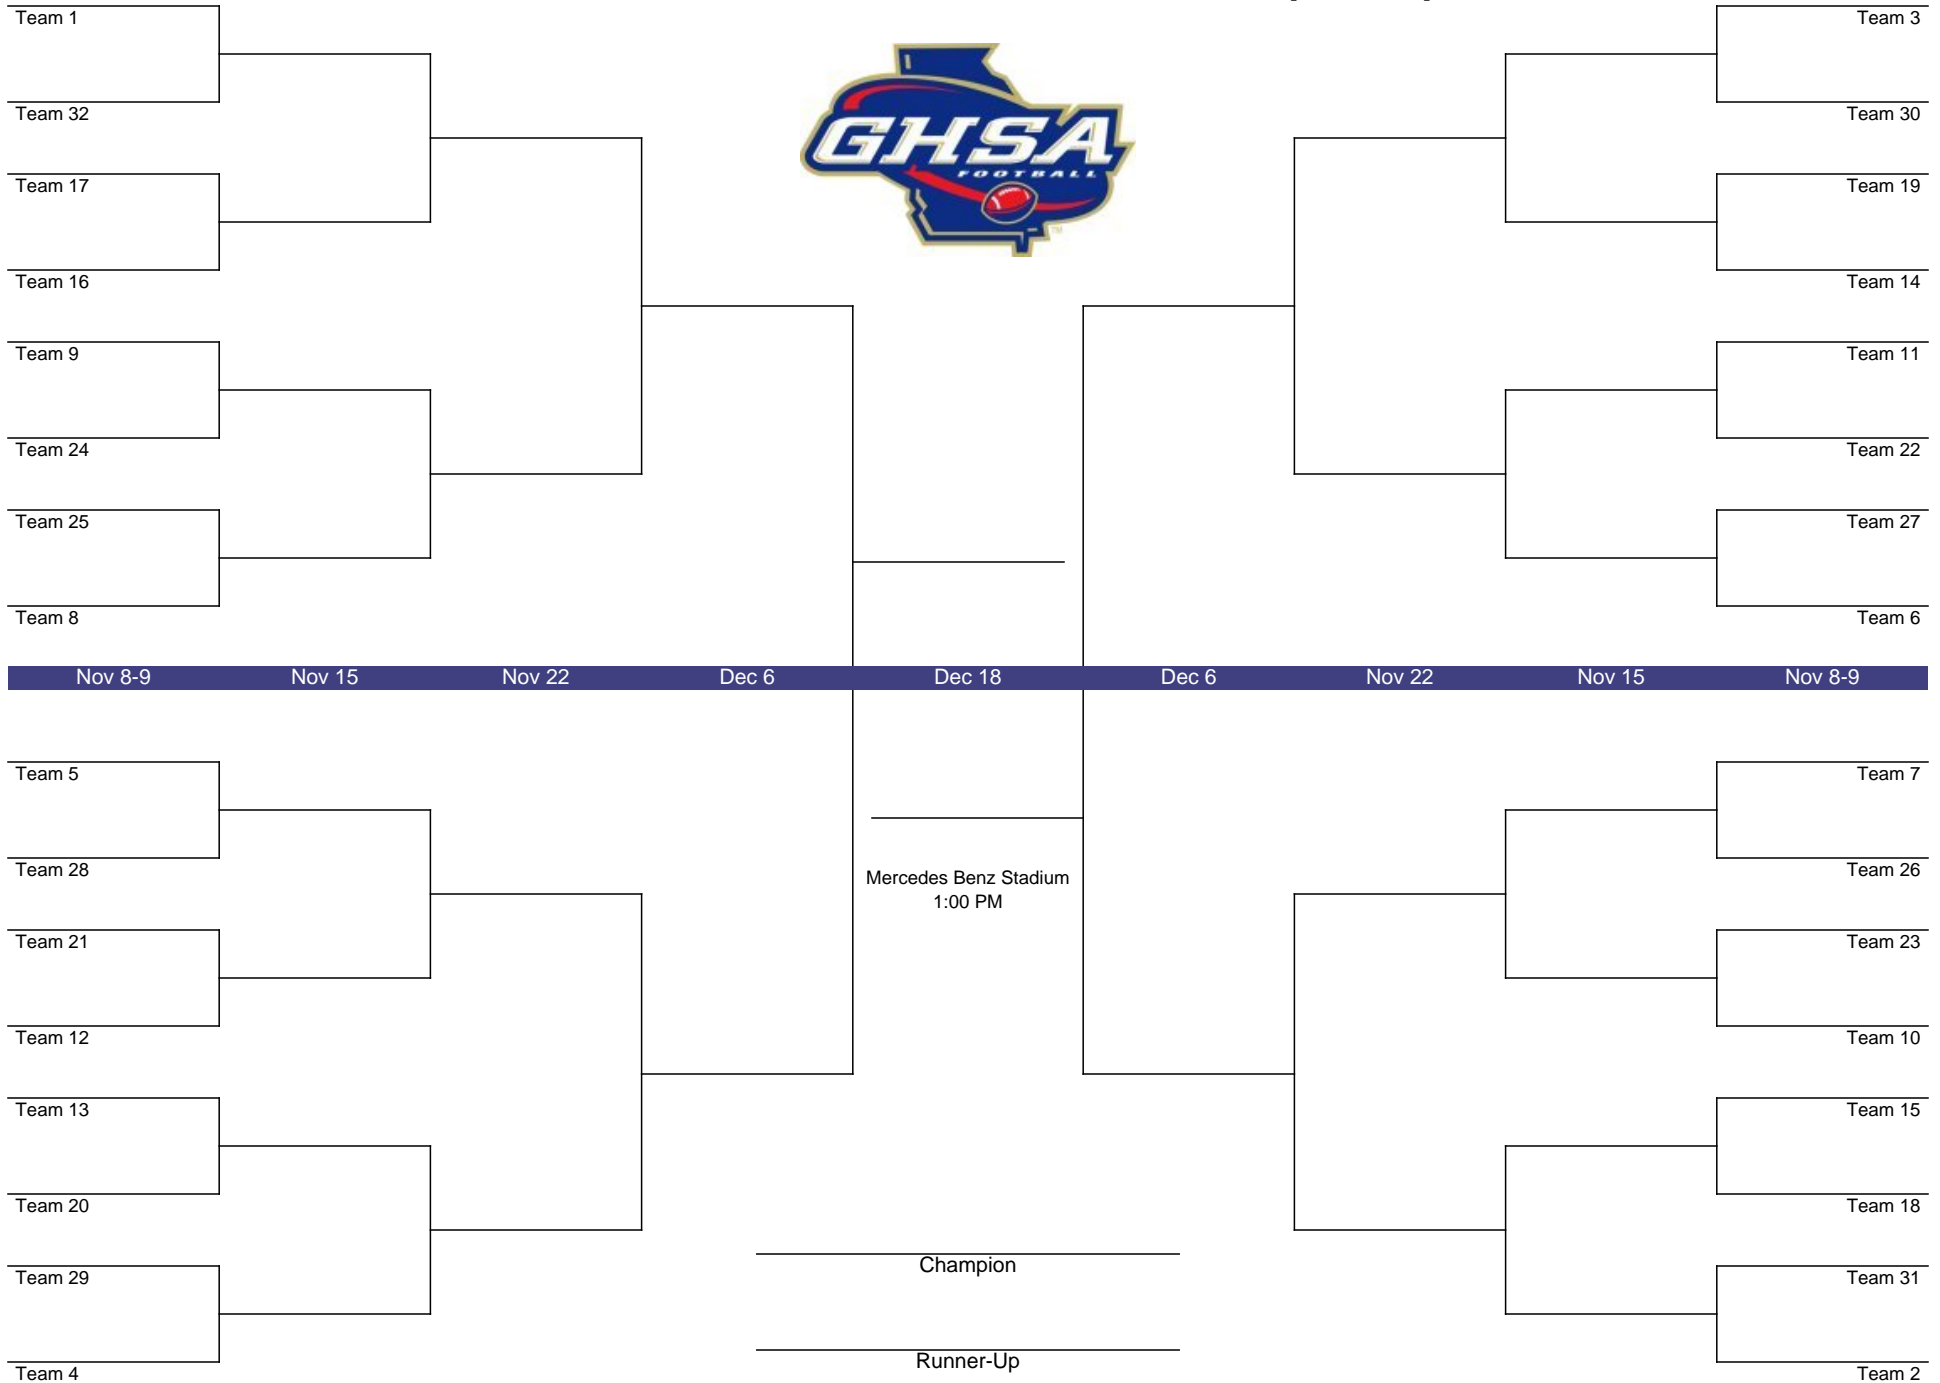 Team 1
Team 3
Team 32
Team 30
GHSA
FOOTBALL
TM
Team 17
Team 19
Team 16
Team 14
Team 9
Team 11
Team 24
Team 22
Team 25
Team 27
Team 8
Team 6
Nov 8-9 Nov 15 Nov 22 Dec 6 Dec 18 Dec 6 Nov 22 Nov 15 Nov 8-9
Team 5
Team 7
Team 28
Team 26
Mercedes Benz Stadium
1:00 PM
Team 21
Team 23
Team 12
Team 10
Team 13
Team 15
Team 20
Team 18
Champion
Team 29
Team 31
Runner-Up
Team 4
Team 2